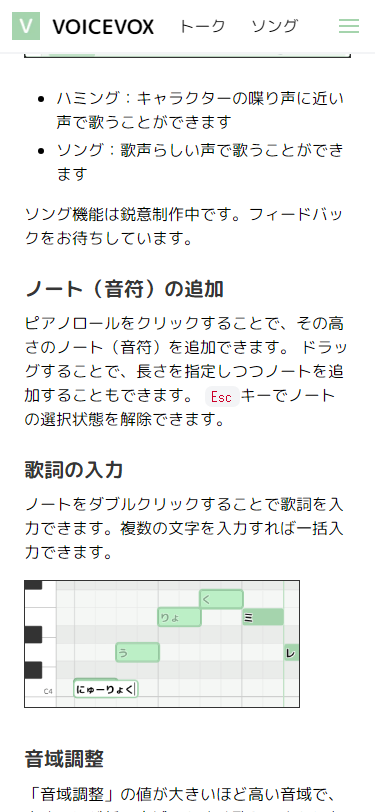 VOICEVOX トーク ソング
ハミング：キャラクターの喋り声に近い
声で歌うことができます
ソング：歌声らしい声で歌うことができ
ます
ソング機能は鋭意制作中です。フィードバッ
クをお待ちしています。
ノート（音符）の追加
ピアノロールをクリックすることで、その高
さのノート（音符）を追加できます。 ドラッ
グすることで、長さを指定しつつノートを追
加することもできます。 Esc キーでノート
の選択状態を解除できます。
歌詞の入力
ノートをダブルクリックすることで歌詞を入
力できます。複数の文字を入力すれば一括入
力できます。
く
りょ
ミ
う
レ
C4
にゅーりょく
音域調整
「音域調整」の値が大きいほど高い音域で、